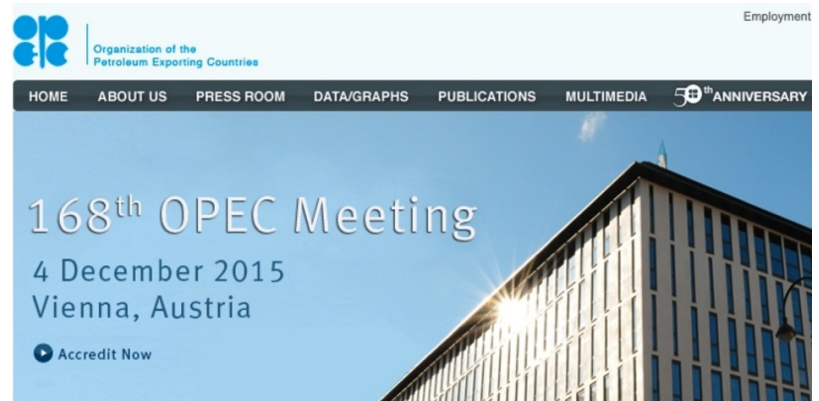 Employment
OPEC
Organization of the
Petroleum Exporting Countries
HOME ABOUT US PRESS ROOM DATA/GRAPHS PUBLICATIONS MULTIMEDIA 50th ANNIVERSARY
168th OPEC Meeting
4 December 2015
Vienna, Austria
Accredit Now